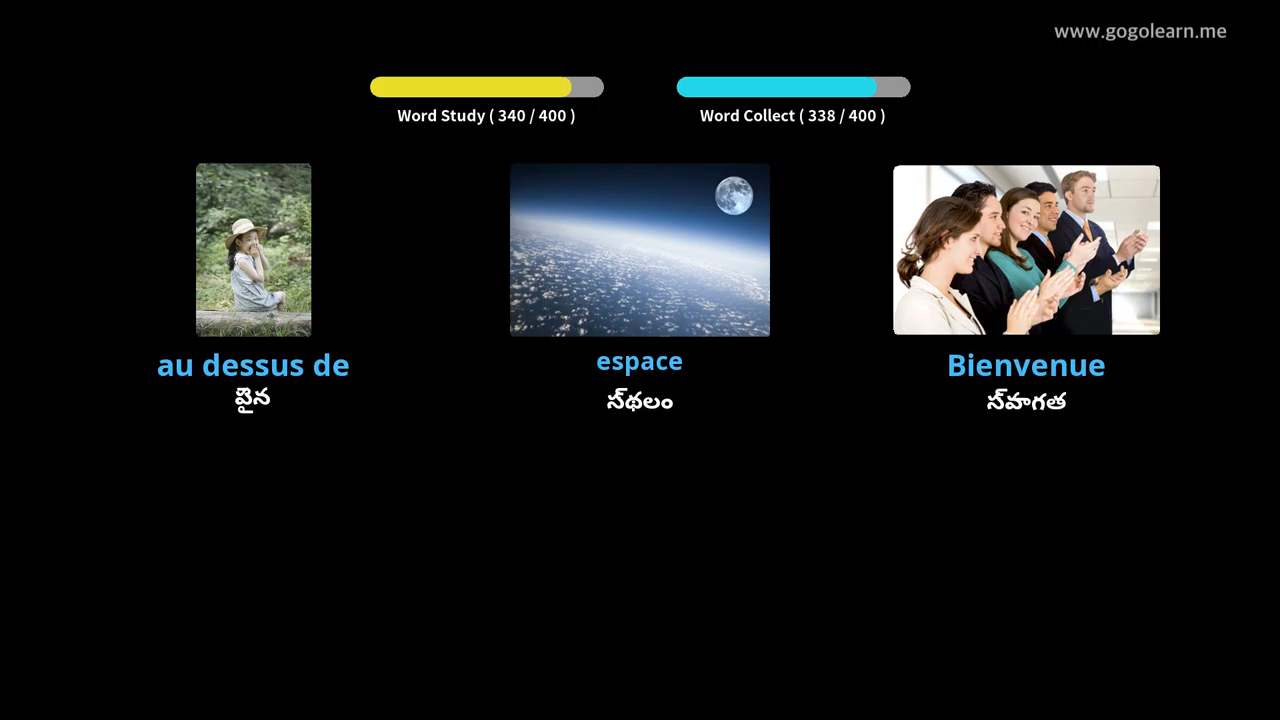 www.gogolearn.me
Word Study ( 340 / 400 )
Word Collect ( 338 / 400 )
au dessus de
పైన
espace
స్థలం
Bienvenue
స్వాగత